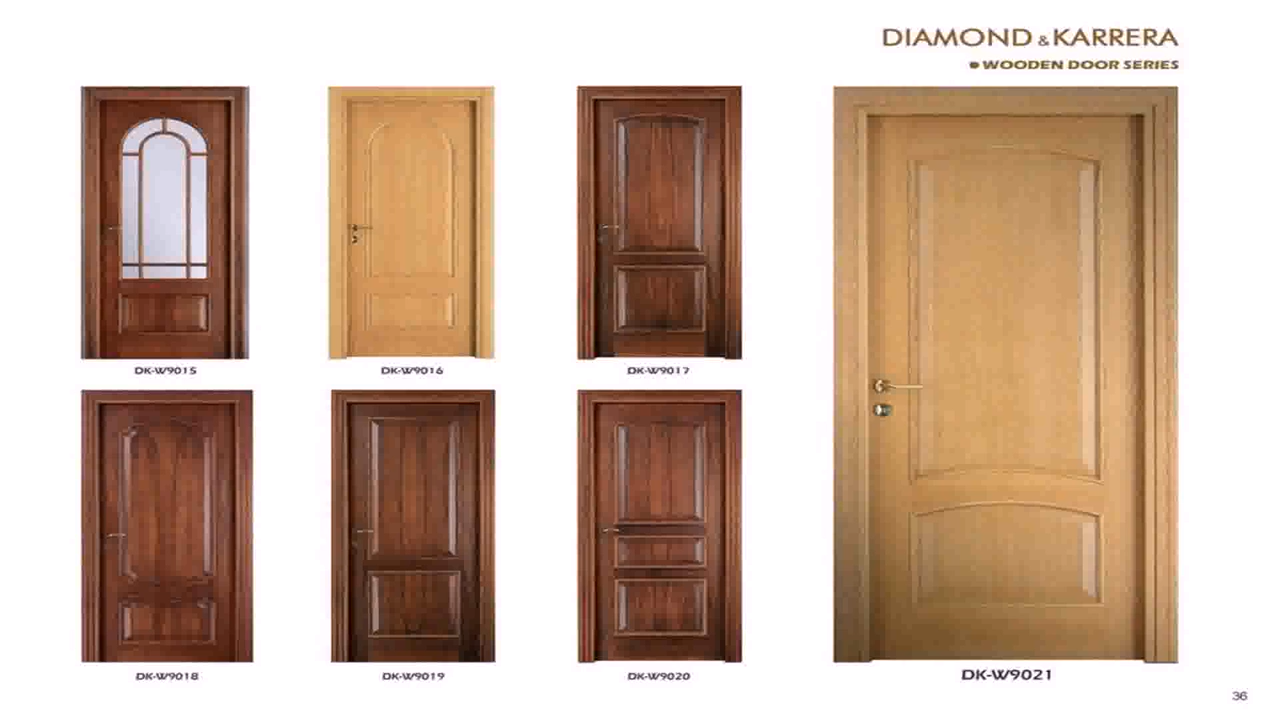 DIAMOND & KARRERA
● WOODEN DOOR SERIES
DK-W9015
DK-W9016
DK-W9017
DK-W9018
DK-W9019
DK-W9020
DK-W9021
36